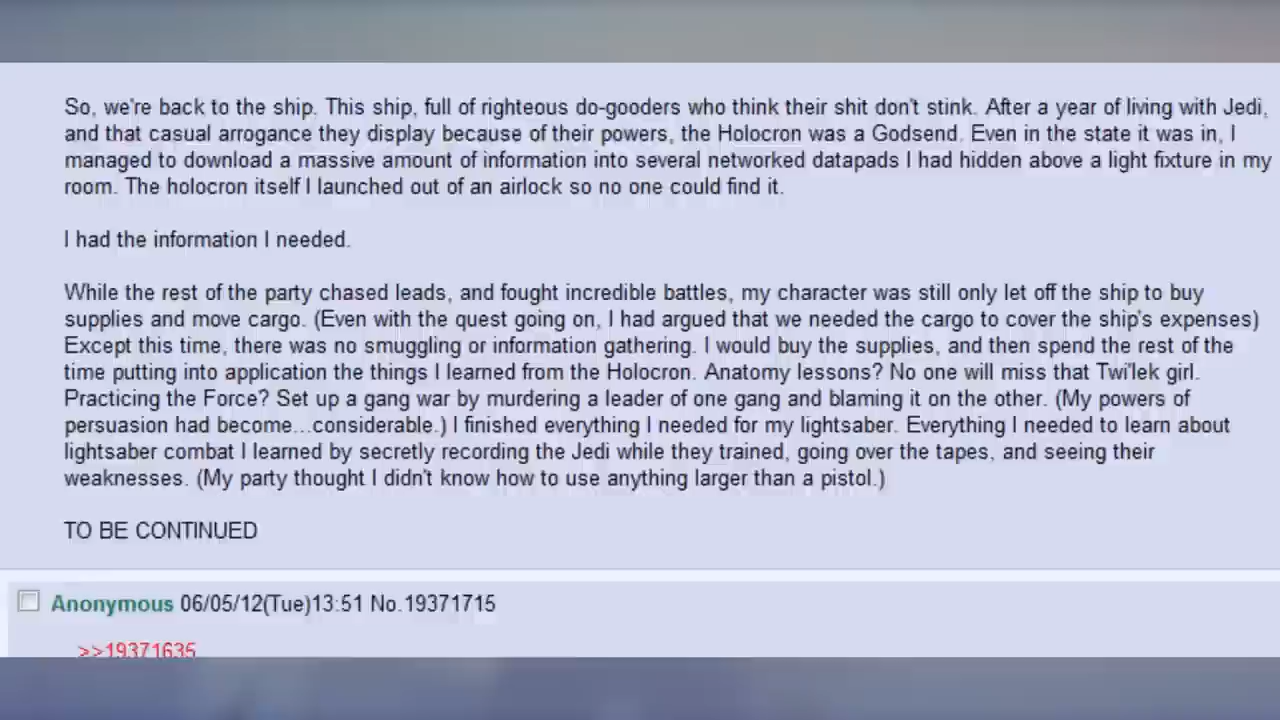 So, we're back to the ship. This ship, full of righteous do-gooders who think their shit don't stink. After a year of living with Jedi,
and that casual arrogance they display because of their powers, the Holocron was a Godsend. Even in the state it was in, I
managed to download a massive amount of information into several networked datapads I had hidden above a light fixture in my
room. The holocron itself I launched out of an airlock so no one could find it.
I had the information I needed.
While the rest of the party chased leads, and fought incredible battles, my character was still only let off the ship to buy
supplies and move cargo. (Even with the quest going on, I had argued that we needed the cargo to cover the ship's expenses)
Except this time, there was no smuggling or information gathering. I would buy the supplies, and then spend the rest of the
time putting into application the things I learned from the Holocron. Anatomy lessons? No one will miss that Twi'lek girl.
Practicing the Force? Set up a gang war by murdering a leader of one gang and blaming it on the other. (My powers of
persuasion had become...considerable.) I finished everything I needed for my lightsaber. Everything I needed to learn about
lightsaber combat I learned by secretly recording the Jedi while they trained, going over the tapes, and seeing their
weaknesses. (My party thought I didn't know how to use anything larger than a pistol.)
TO BE CONTINUED
Anonymous 06/05/12(Tue)13:51 No.19371715
>>19371635